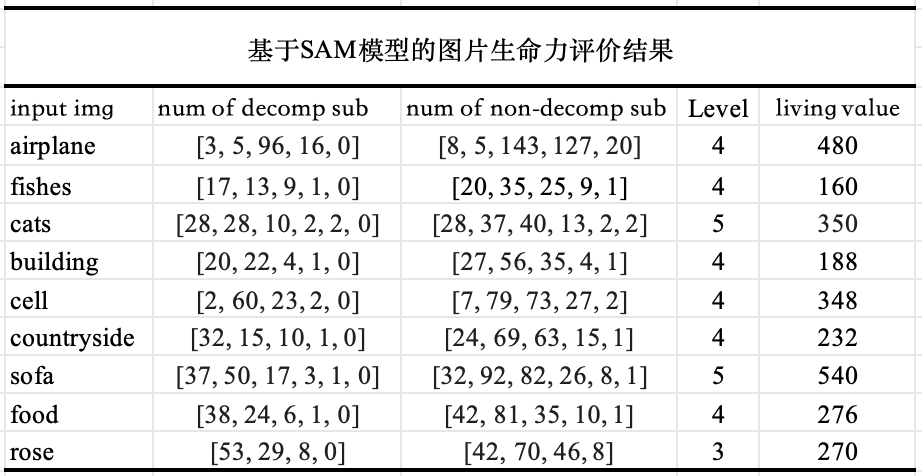 基于SAM模型的图片生命力评价结果
input img num of decomp sub num of non-decomp sub Level living value
airplane [3, 5, 96, 16, 0] [8, 5, 143, 127, 20] 4 480
fishes [17, 13, 9, 1, 0] [20, 35, 25, 9, 1] 4 160
cats [28, 28, 10, 2, 2, 0] [28, 37, 40, 13, 2, 2] 5 350
building [20, 22, 4, 1, 0] [27, 56, 35, 4, 1] 4 188
cell [2, 60, 23, 2, 0] [7, 79, 73, 27, 2] 4 348
countryside [32, 15, 10, 1, 0] [24, 69, 63, 15, 1] 4 232
sofa [37, 50, 17, 3, 1, 0] [32, 92, 82, 26, 8, 1] 5 540
food [38, 24, 6, 1, 0] [42, 81, 35, 10, 1] 4 276
rose [53, 29, 8, 0] [42, 70, 46, 8] 3 270